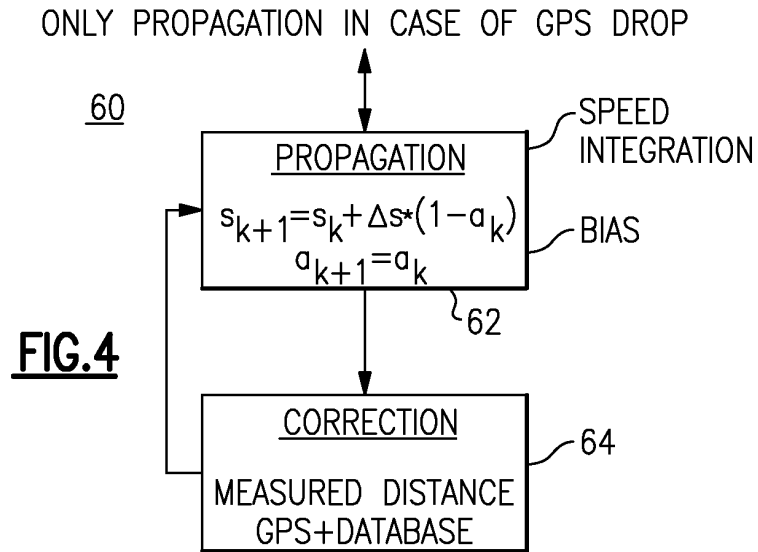 ONLY PROPAGATION IN CASE OF GPS DROP
60
SPEED
INTEGRATION
PROPAGATION
s_{k+1}=s_k+Δs*(1-a_k)
a_{k+1}=a_k
BIAS
62
FIG.4
CORRECTION
64
MEASURED DISTANCE
GPS+DATABASE